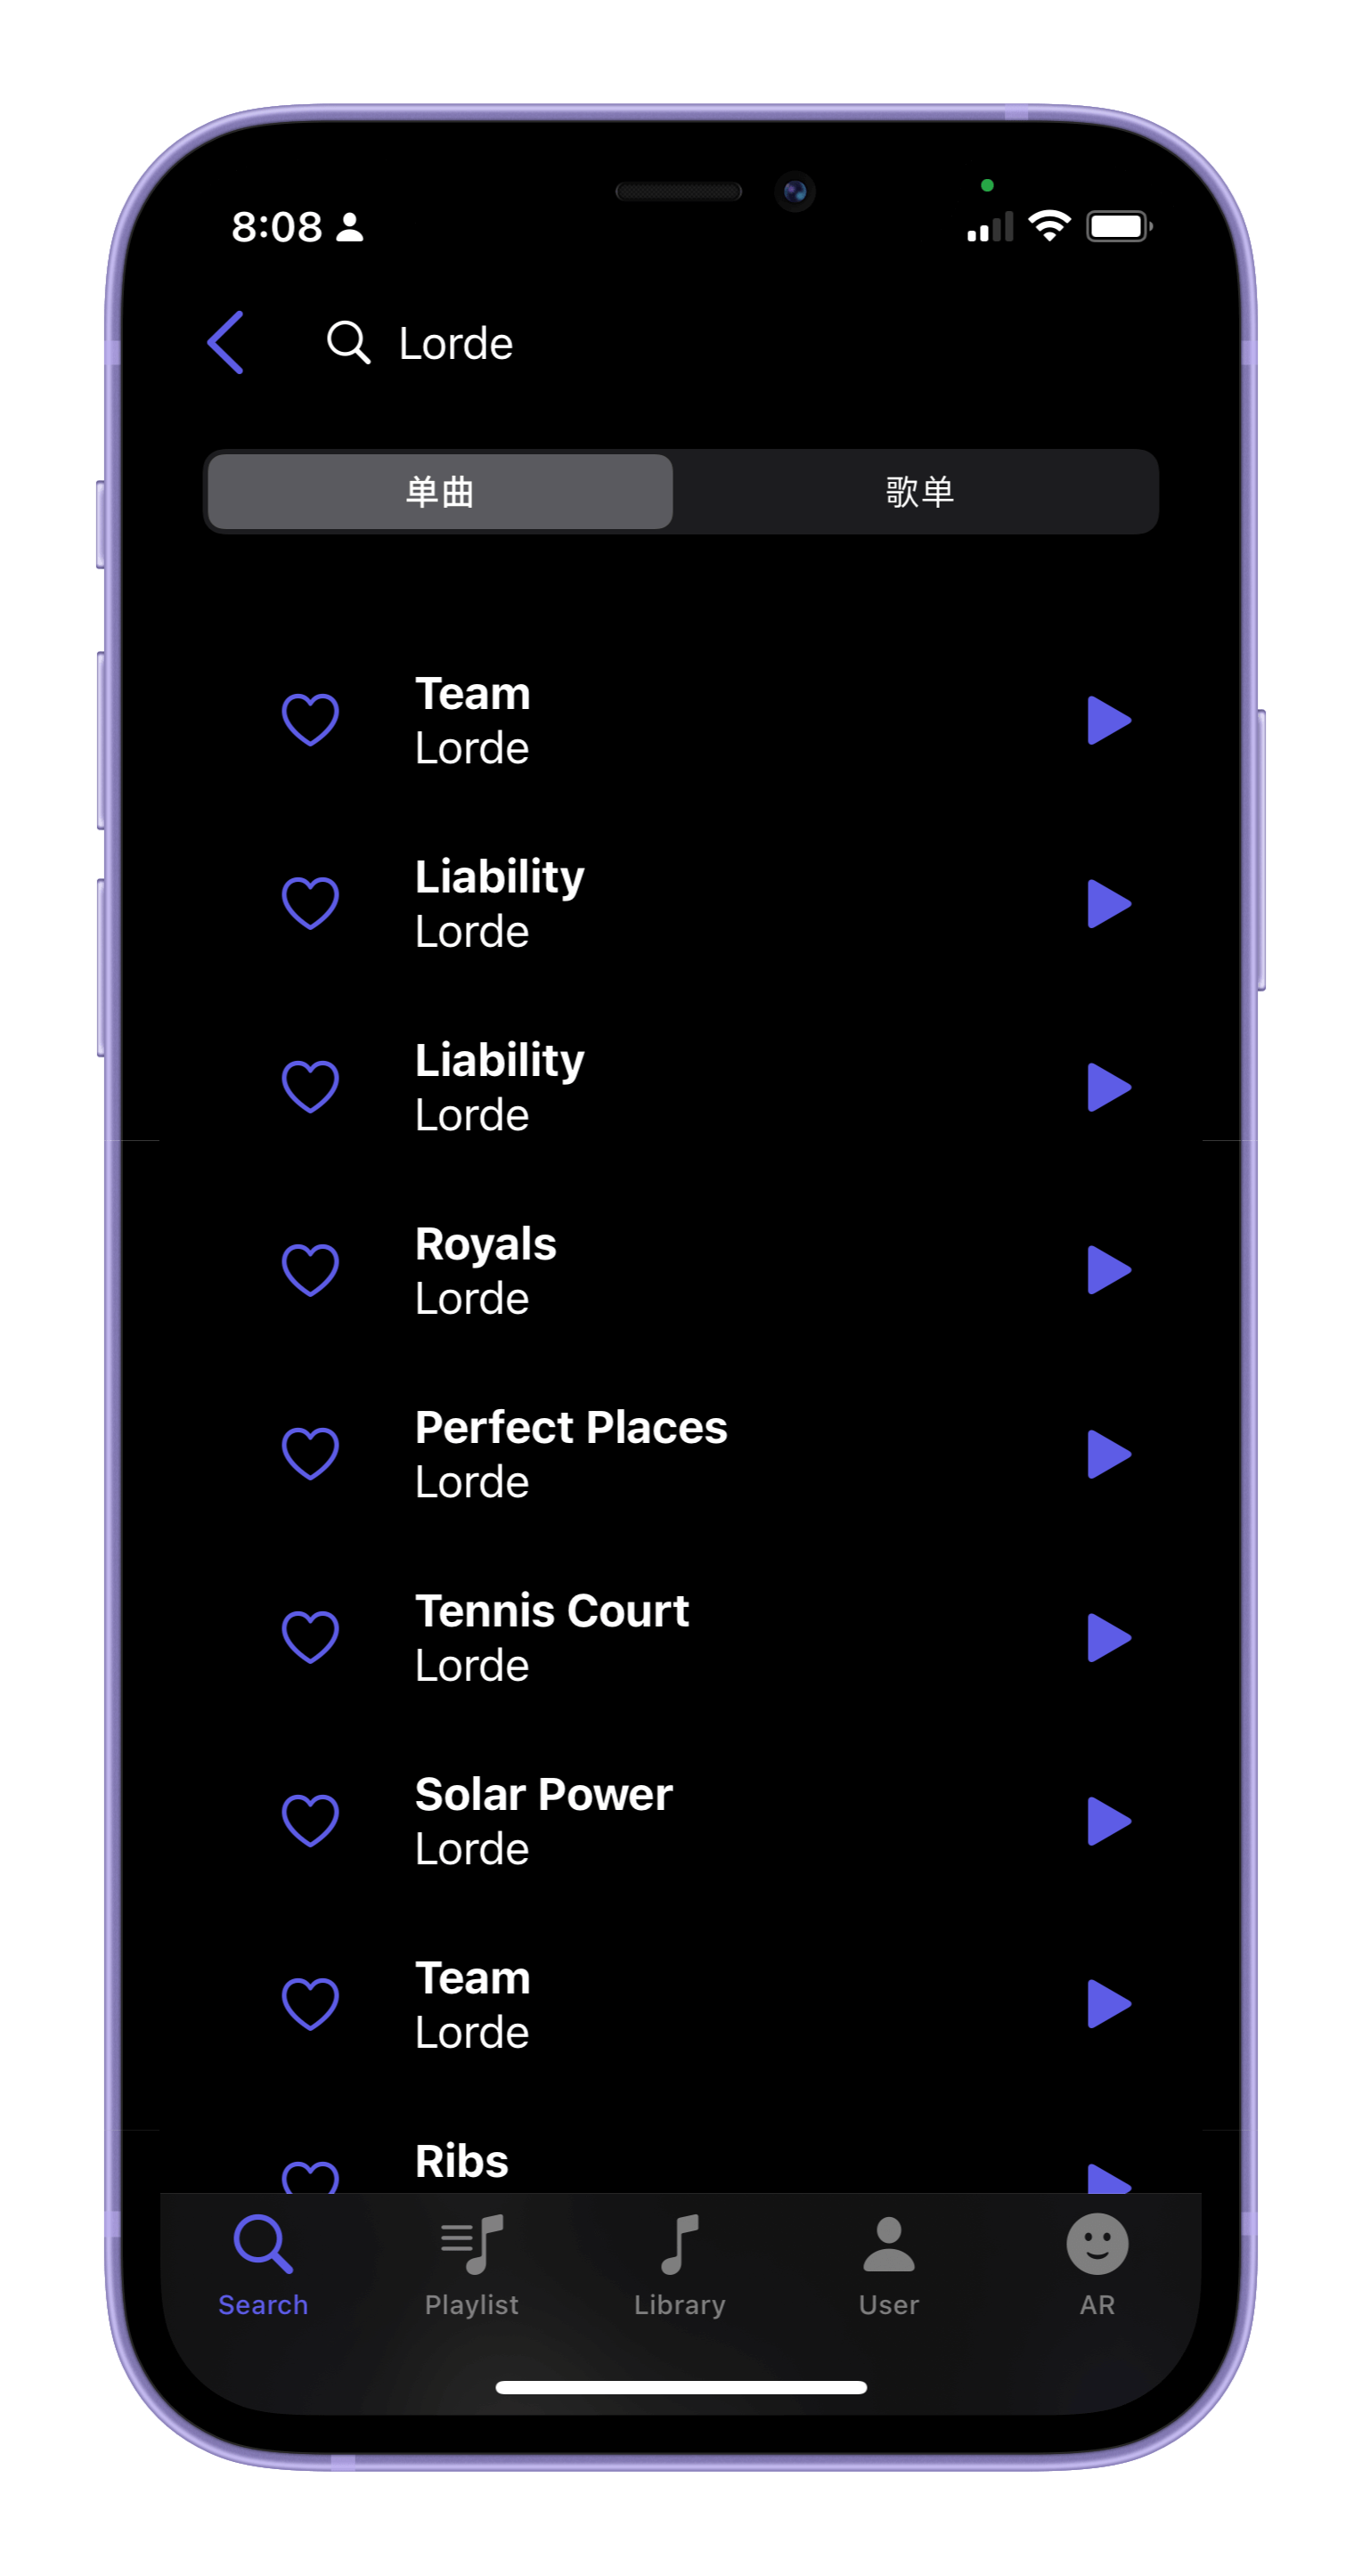 8:08
Lorde
单曲
歌单
Team
Lorde
Liability
Lorde
Liability
Lorde
Royals
Lorde
Perfect Places
Lorde
Tennis Court
Lorde
Solar Power
Lorde
Team
Lorde
Ribs
Search
Playlist
Library
User
AR